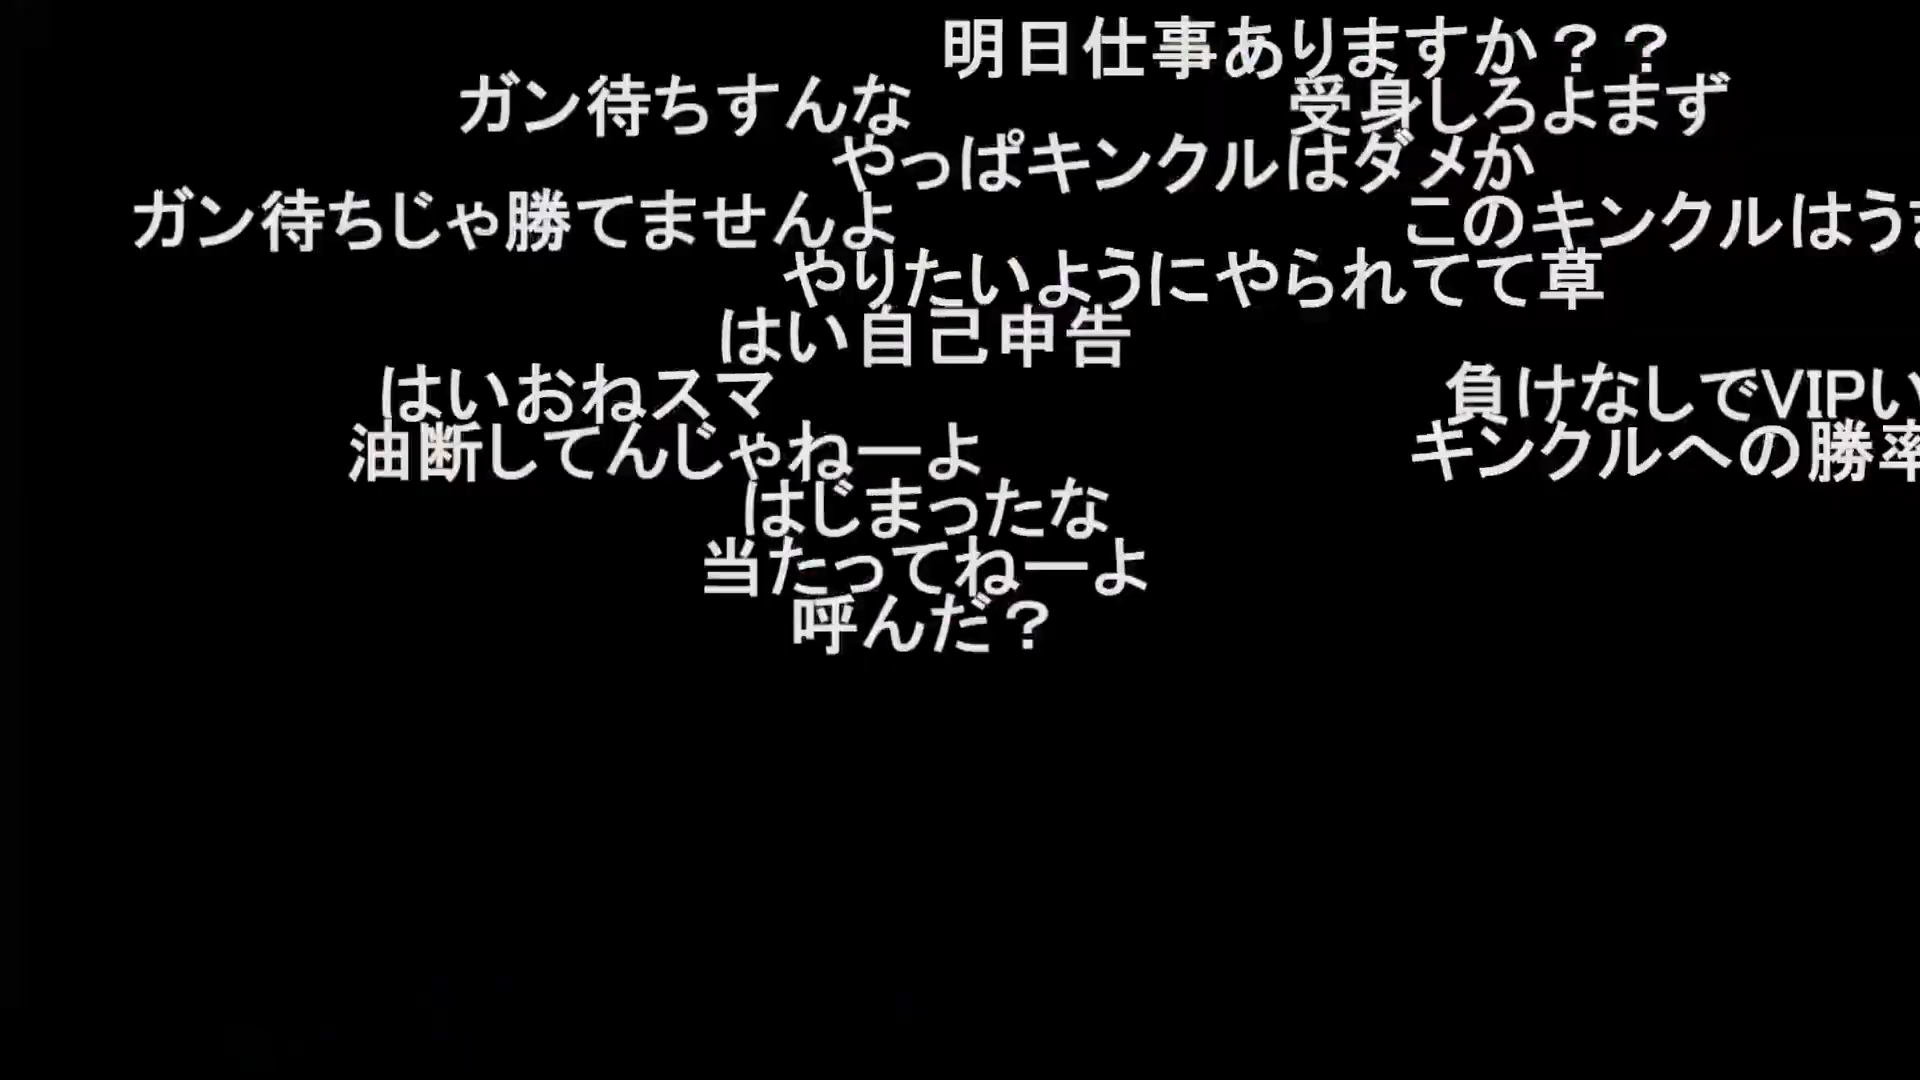 明日仕事ありますか？？
ガン待ちすんな
受身しろよまず
やっぱキンクルはダメか
ガン待ちじゃ勝てませんよ
このキンクルはう
やりたいようにやられてて草
はい自己申告
はいおねスマ
負けなしでVIPい
油断してんじゃねーよ
キンクルへの勝率
はじまったな
当たってねーよ
呼んだ？